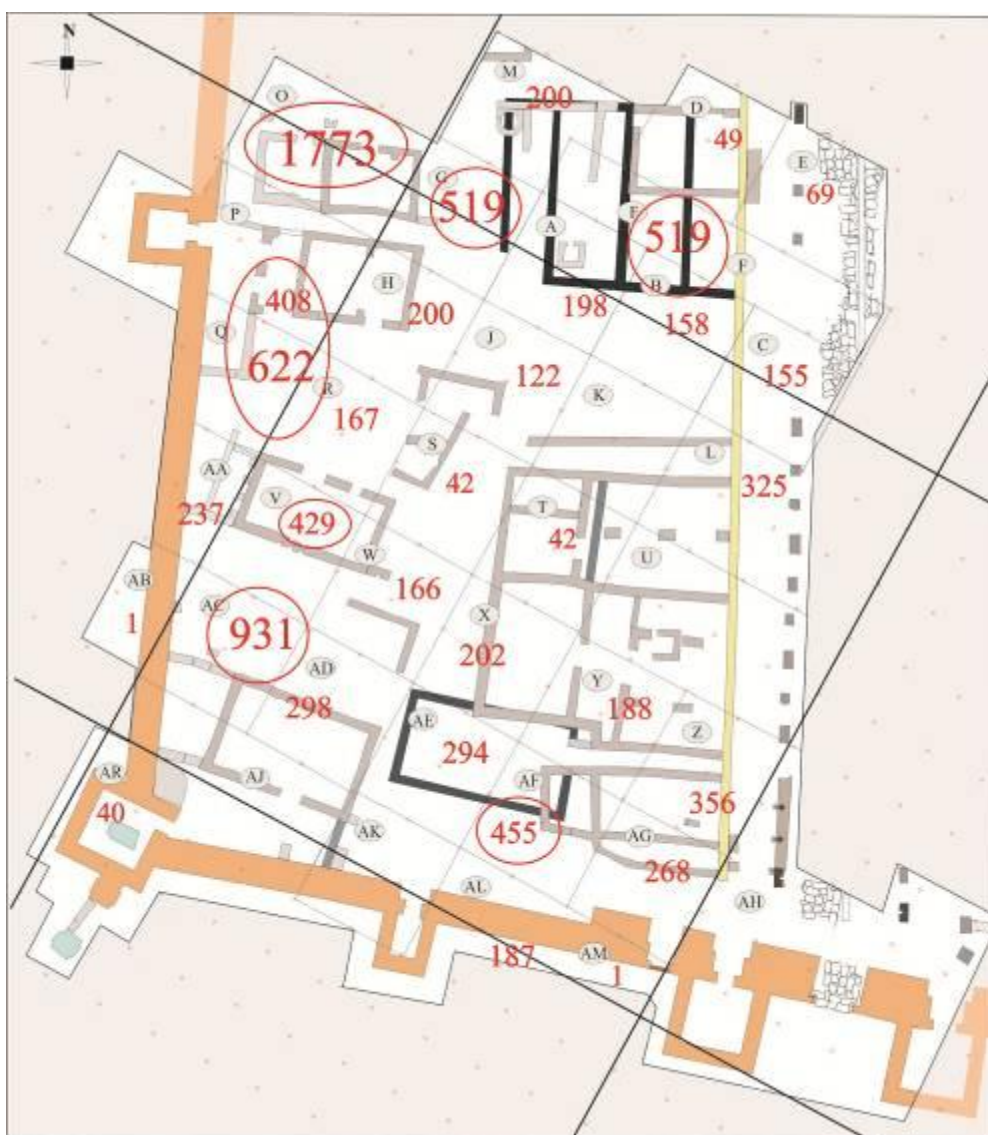 N
M
O
200
D
1773
49
E
G
69
519
P
A
F
519
F
H
B
408
200
198
158
Q
J
C
622
122
155
R
K
167
S
L
AA
42
325
V
T
237
429
42
W
U
AB
166
AC
X
1
931
AD
202
Y
298
188
AE
Z
294
AR
AJ
AF
356
40
455
AK
AG
268
AL
AH
187
AM
1